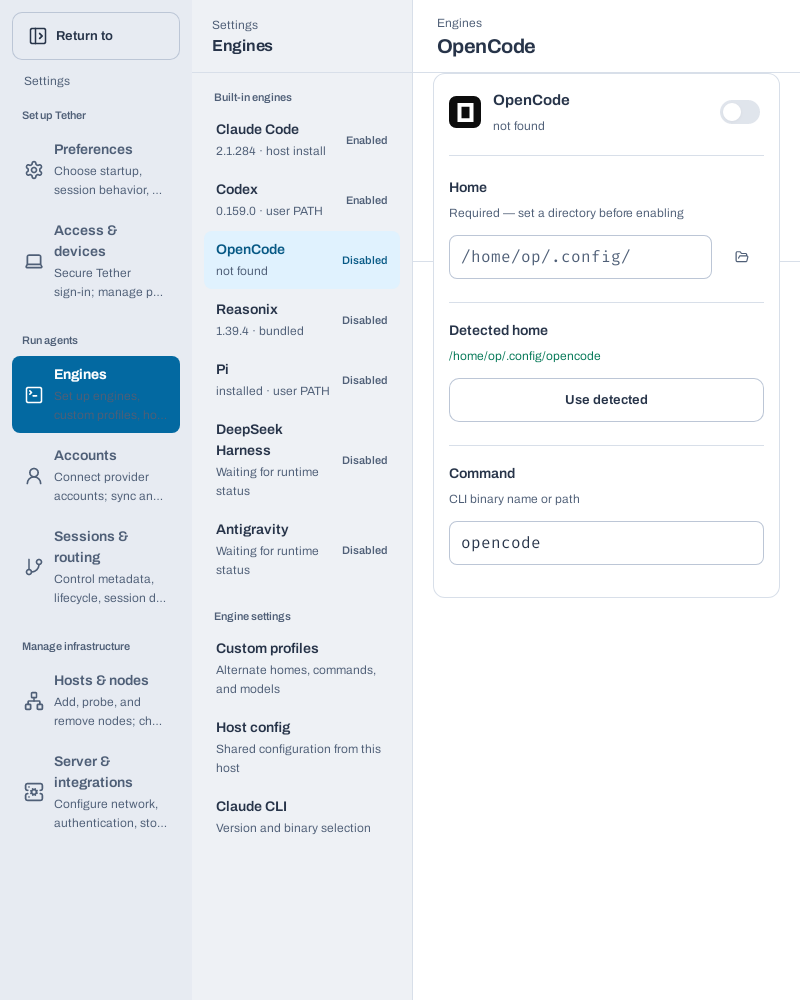 Return to
Settings
Set up Tether
Preferences
Choose startup,
session behavior, ...
Access &
devices
Secure Tether
sign-in; manage p...
Run agents
Engines
Set up engines,
custom profiles, ho...
Accounts
Connect provider
accounts; sync an...
Sessions &
routing
Control metadata,
lifecycle, session d...
Manage infrastructure
Hosts & nodes
Add, probe, and
remove nodes; ch...
Server &
integrations
Configure network,
authentication, sto...
Settings
Engines
Built-in engines
Claude Code
2.1.284 · host install
Enabled
Codex
0.159.0 · user PATH
Enabled
OpenCode
not found
Disabled
Reasonix
1.39.4 · bundled
Disabled
Pi
installed · user PATH
Disabled
DeepSeek
Harness
Waiting for runtime
status
Disabled
Antigravity
Waiting for runtime
status
Disabled
Engine settings
Custom profiles
Alternate homes, commands,
and models
Host config
Shared configuration from this
host
Claude CLI
Version and binary selection
Engines
OpenCode
OpenCode
not found
Home
Required — set a directory before enabling
/home/op/.config/
Detected home
/home/op/.config/opencode
Use detected
Command
CLI binary name or path
opencode